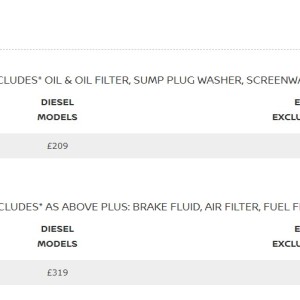 CLUDES* OIL & OIL FILTER, SUMP PLUG WASHER, SCREENWA
DIESEL E
MODELS EXCLU
£209
CLUDES* AS ABOVE PLUS: BRAKE FLUID, AIR FILTER, FUEL F
DIESEL E
MODELS EXCLU
£319